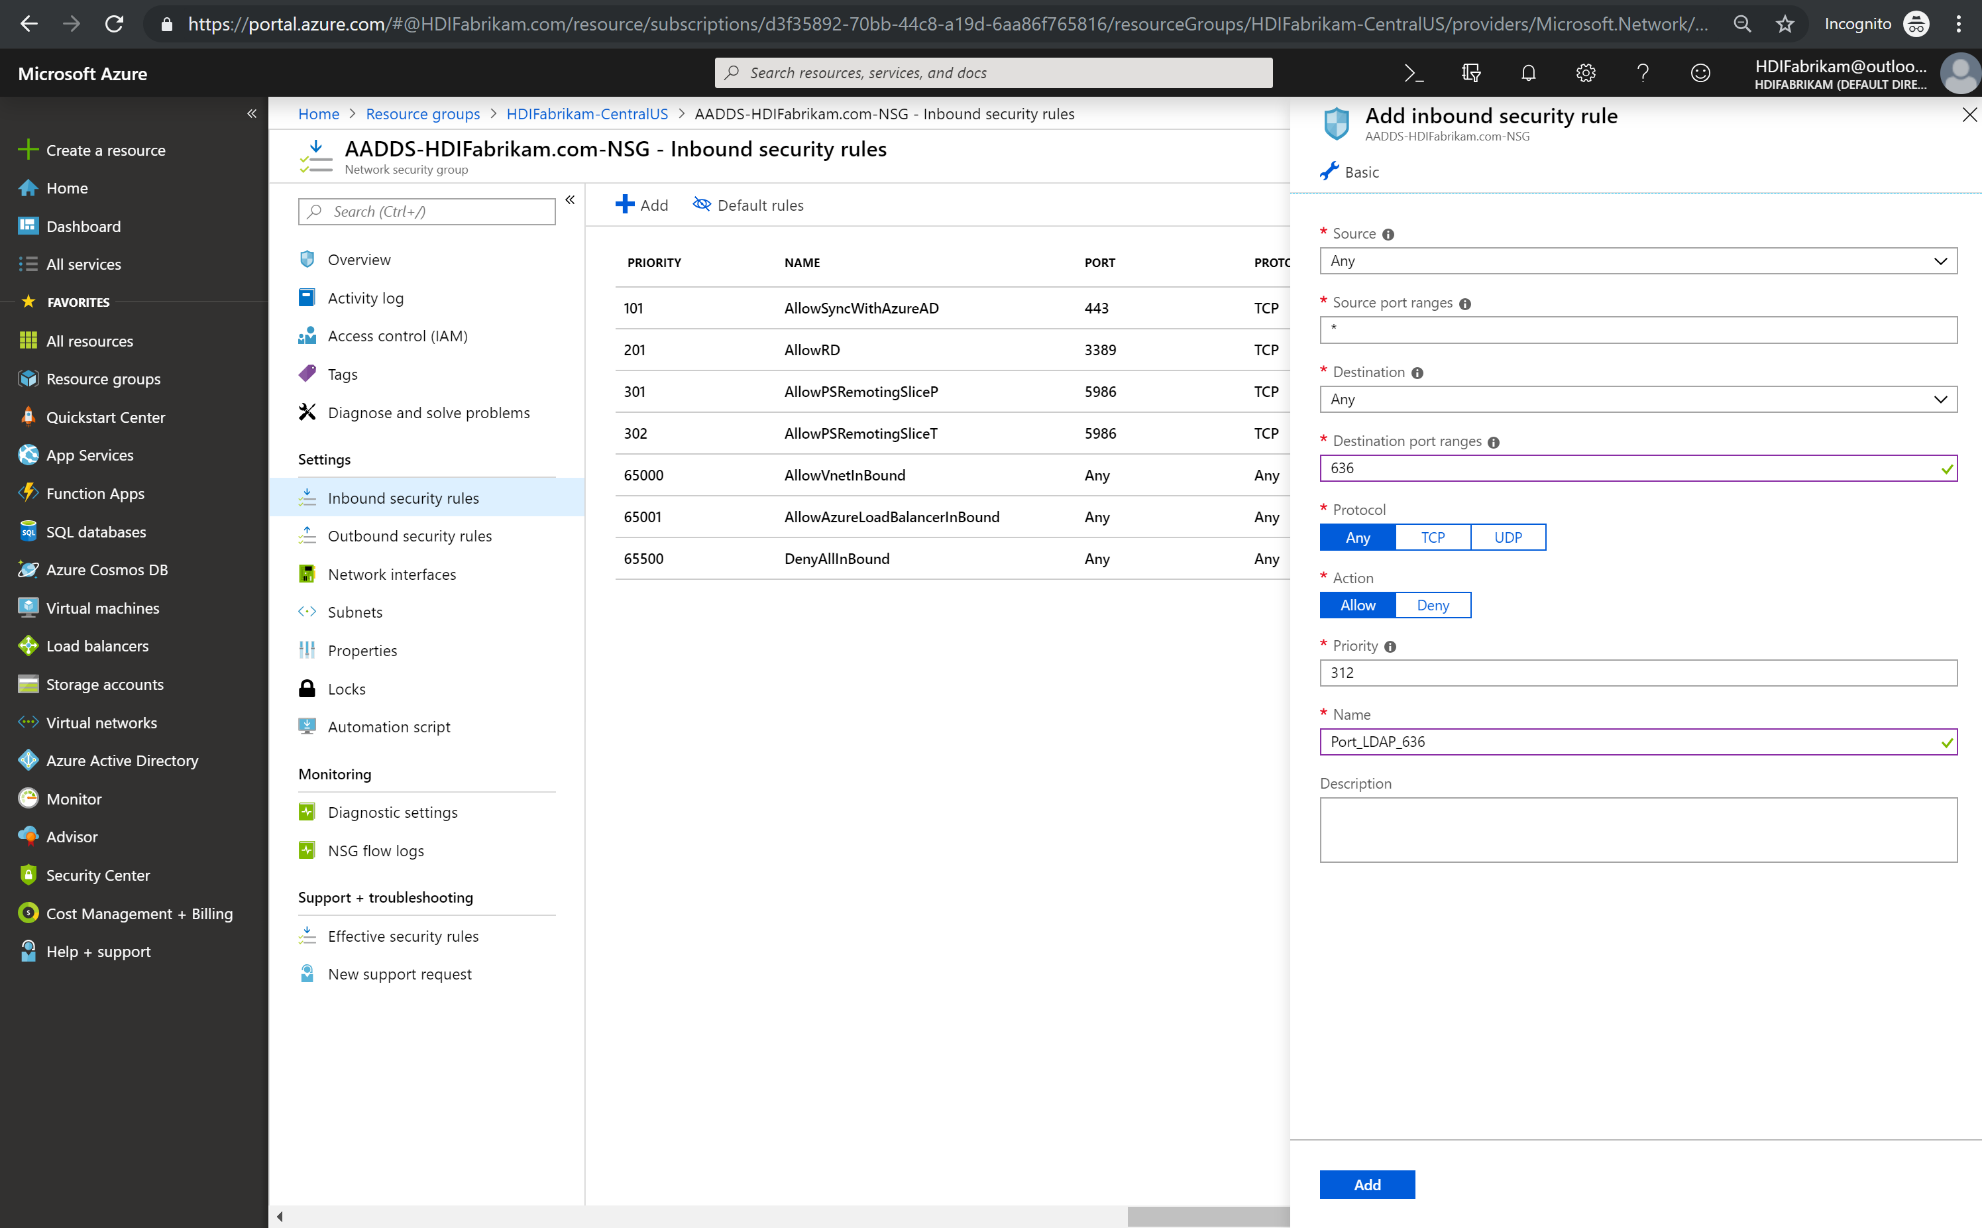 https://portal.azure.com/#@HDIFabrikam.com/resource/subscriptions/d3f35892-70bb-44c8-a19d-6aa86f765816/resourceGroups/HDIFabrikam-CentralUS/providers/Microsoft.Network/...
Incognito
Microsoft Azure
Search resources, services, and docs
HDIFabrikam@outloo...
HDIFABRIKAM (DEFAULT DIRE...
Create a resource
Home
Dashboard
All services
FAVORITES
All resources
Resource groups
Quickstart Center
App Services
Function Apps
SQL databases
Azure Cosmos DB
Virtual machines
Load balancers
Storage accounts
Virtual networks
Azure Active Directory
Monitor
Advisor
Security Center
Cost Management + Billing
Help + support
Home > Resource groups > HDIFabrikam-CentralUS > AADDS-HDIFabrikam.com-NSG - Inbound security rules
AADDS-HDIFabrikam.com-NSG - Inbound security rules
Network security group
Search (Ctrl+/)
Overview
Activity log
Access control (IAM)
Tags
Diagnose and solve problems
Settings
Inbound security rules
Outbound security rules
Network interfaces
Subnets
Properties
Locks
Automation script
Monitoring
Diagnostic settings
NSG flow logs
Support + troubleshooting
Effective security rules
New support request
Add Default rules
PRIORITY NAME PORT PROTO
101 AllowSyncWithAzureAD 443 TCP
201 AllowRD 3389 TCP
301 AllowPSRemotingSliceP 5986 TCP
302 AllowPSRemotingSliceT 5986 TCP
65000 AllowVnetInBound Any Any
65001 AllowAzureLoadBalancerInBound Any Any
65500 DenyAllInBound Any Any
Add inbound security rule
AADDS-HDIFabrikam.com-NSG
Basic
* Source
Any
* Source port ranges
*
* Destination
Any
* Destination port ranges
636
* Protocol
Any TCP UDP
* Action
Allow Deny
* Priority
312
* Name
Port_LDAP_636
Description
Add